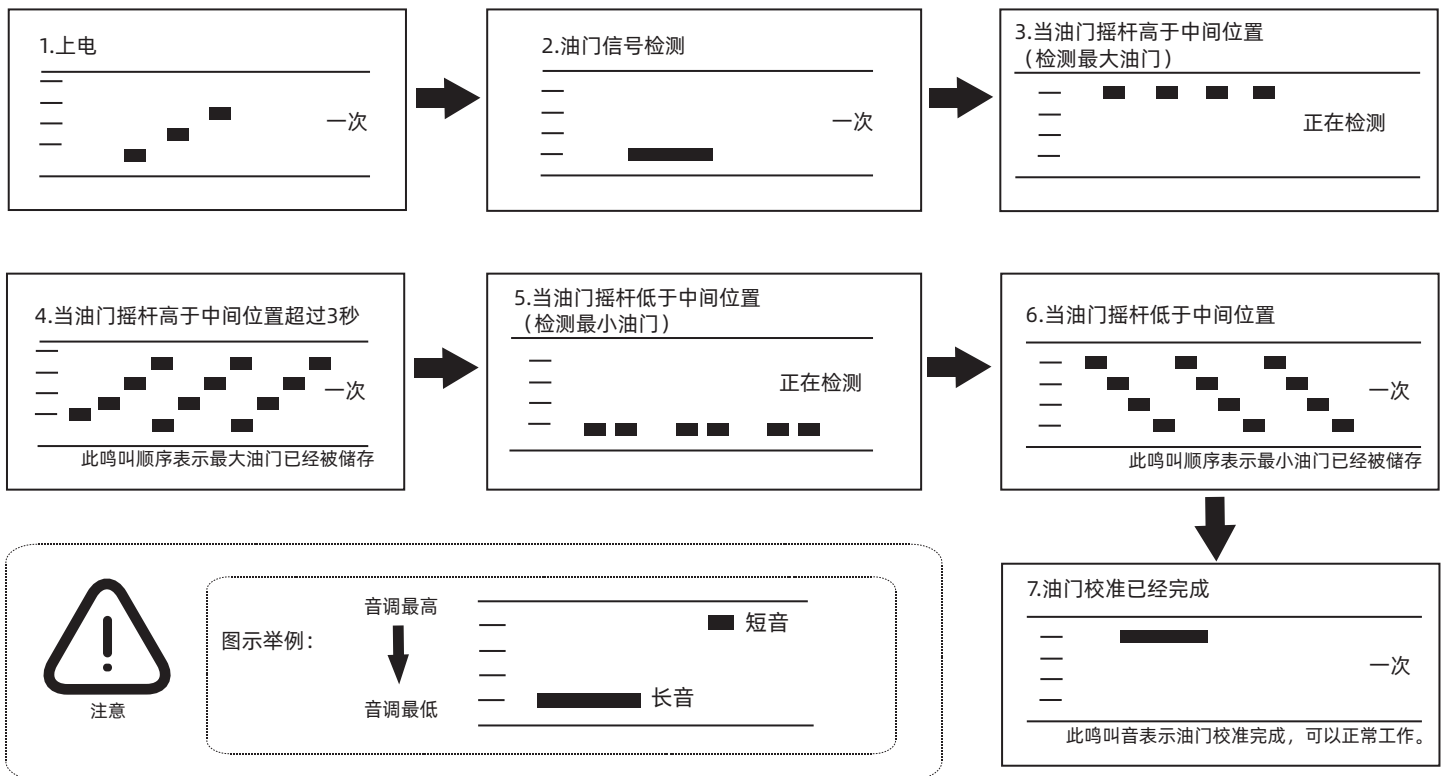 1.上电
一次
2.油门信号检测
一次
3.当油门摇杆高于中间位置
（检测最大油门）
正在检测
4.当油门摇杆高于中间位置超过3秒
一次
此鸣叫顺序表示最大油门已经被储存
5.当油门摇杆低于中间位置
（检测最小油门）
正在检测
6.当油门摇杆低于中间位置
一次
此鸣叫顺序表示最小油门已经被储存
7.油门校准已经完成
一次
此鸣叫音表示油门校准完成，可以正常工作。
注意
图示举例：
音调最高
音调最低
短音
长音